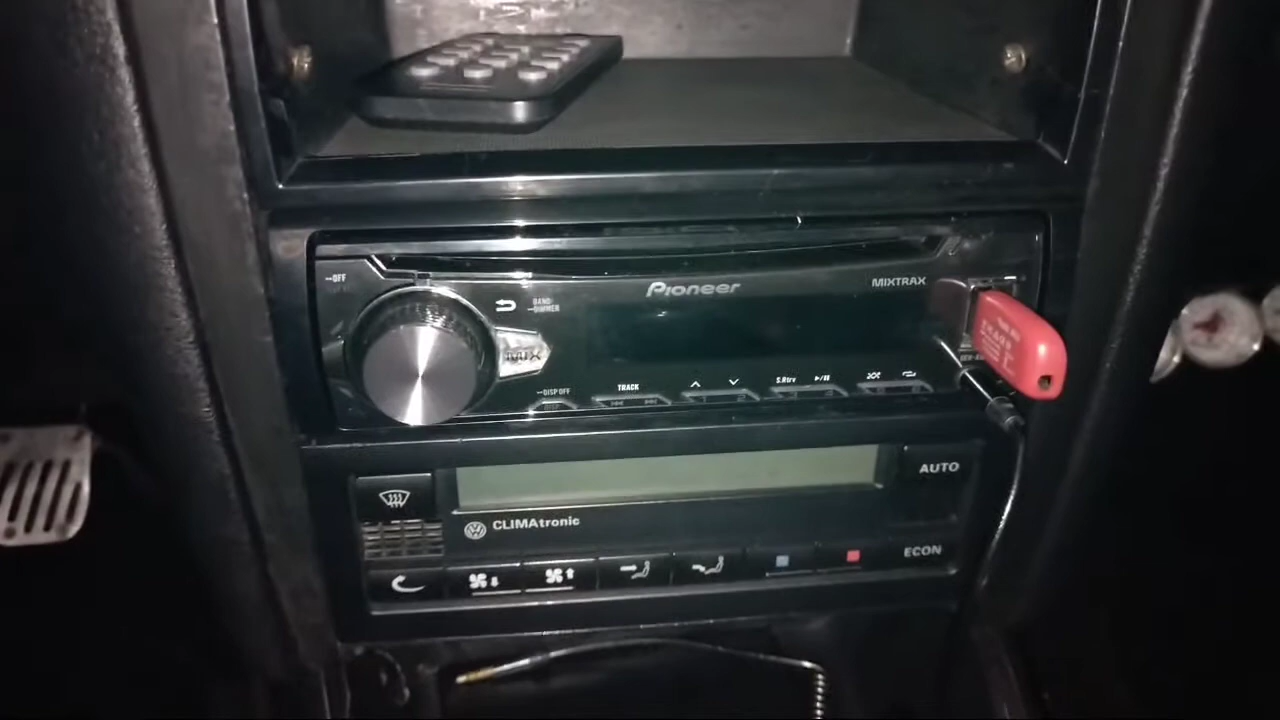 OFF
Pioneer
MIXTRAX
BAND
DIMMER
MIX
DISP OFF
TRACK
S.Rtrv
AUTO
CLIMAtronic
ECON